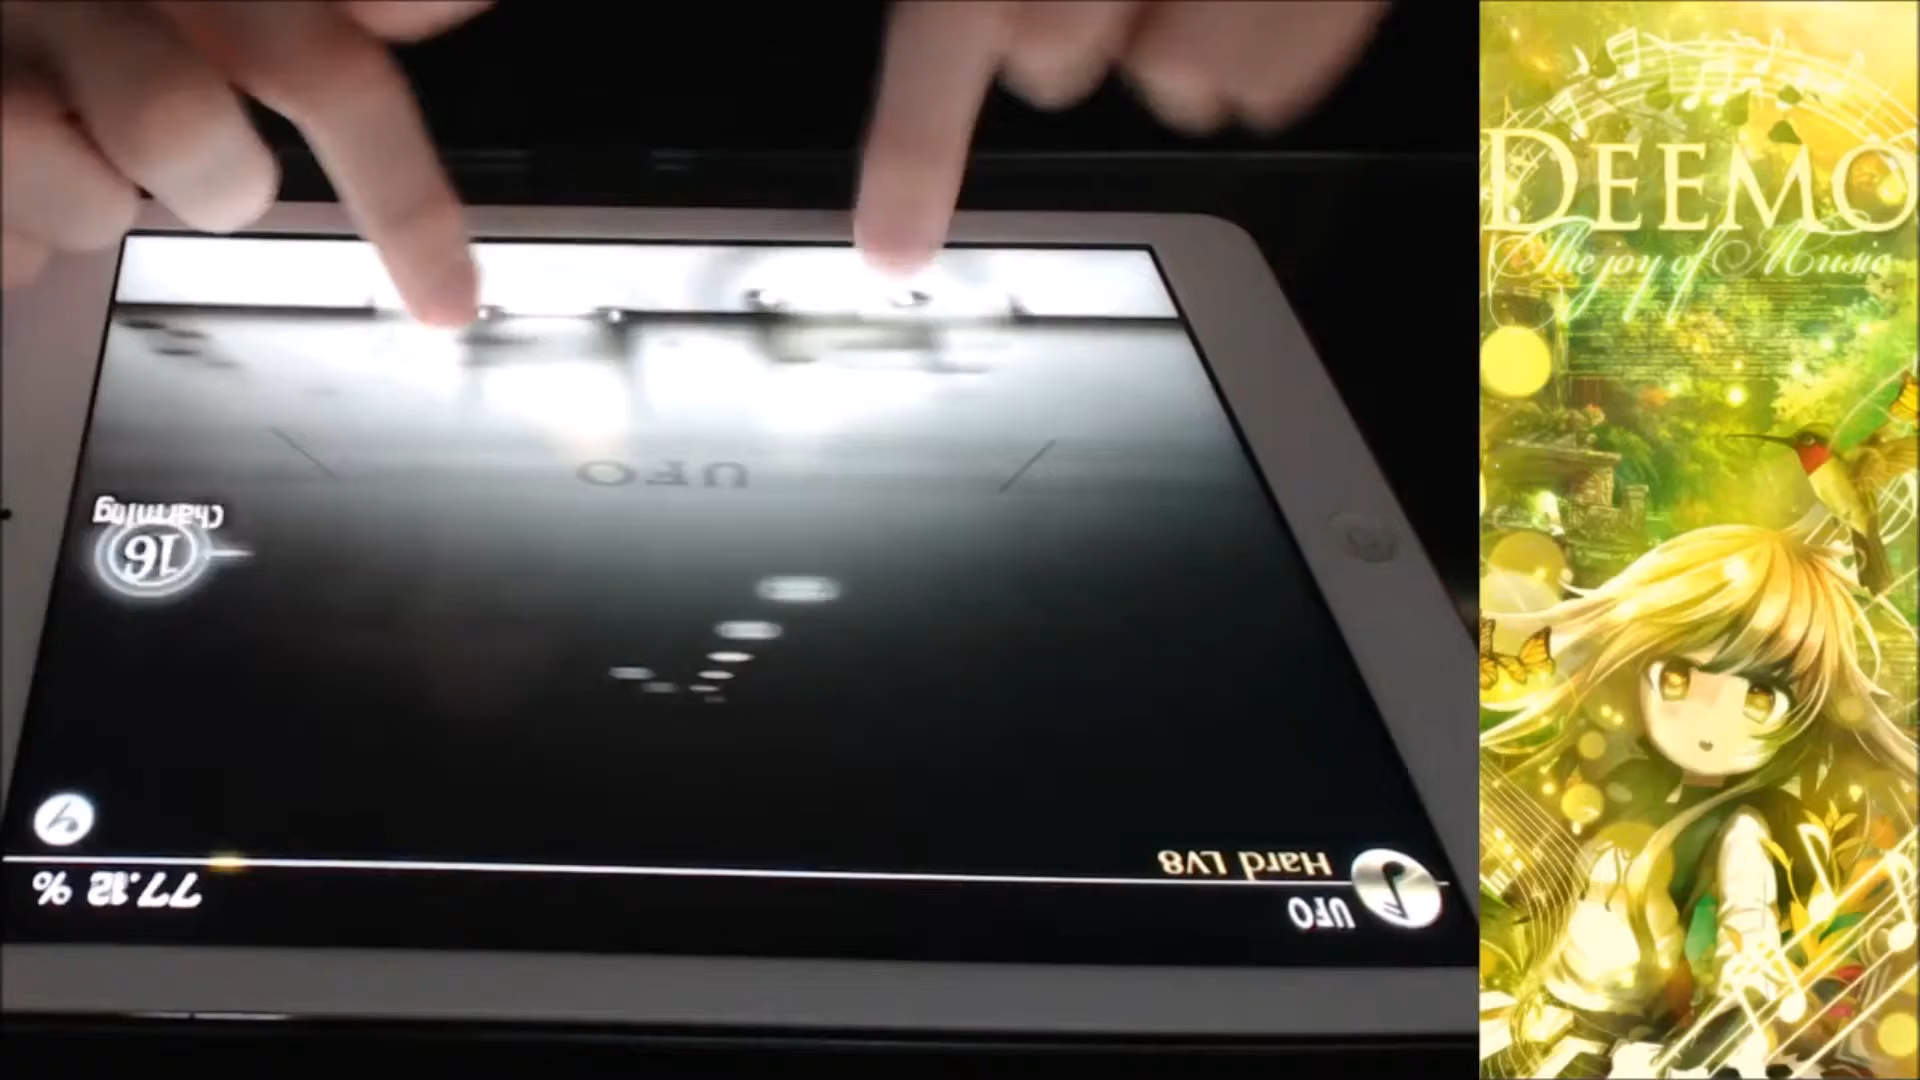 DEEMO
The joy of Music
UFO
Charming
16
Hard LV8
77.12 %
UFO